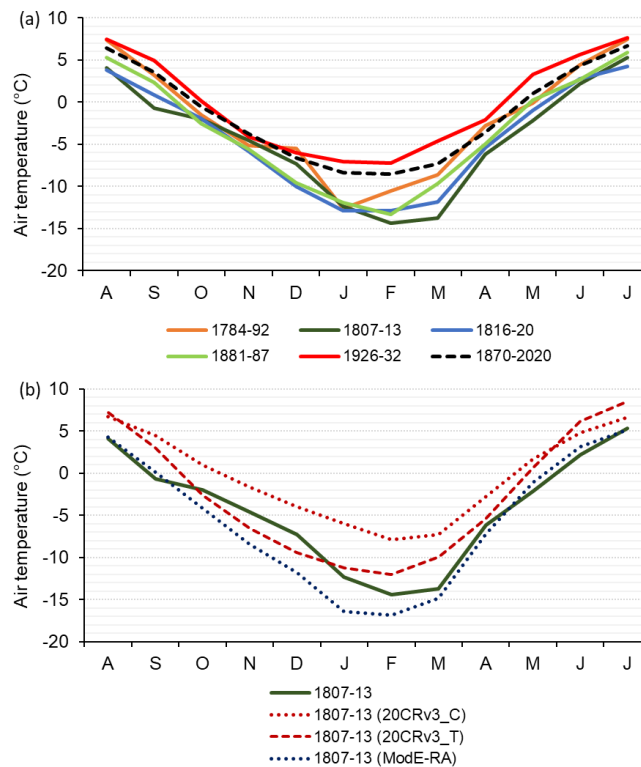 (a)
Air temperature (°C)
10
5
0
-5
-10
-15
-20
A S O N D J F M A M J J
1784-92 1807-13 1816-20
1881-87 1926-32 1870-2020
(b)
Air temperature (°C)
10
5
0
-5
-10
-15
-20
A S O N D J F M A M J J
1807-13
1807-13 (20CRv3_C)
1807-13 (20CRv3_T)
1807-13 (ModE-RA)